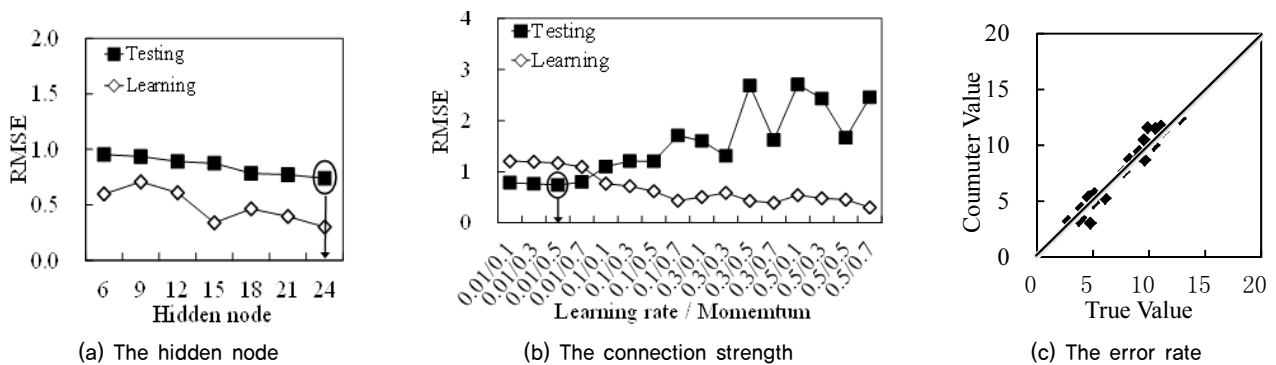 2.0
1.5
1.0
0.5
0.0
RMSE
Testing
Learning
6 9 12 15 18 21 24
Hidden node
(a) The hidden node
4
3
2
1
0
RMSE
Testing
Learning
0.01/0.1 0.01/0.3 0.01/0.5 0.01/0.7 0.1/0.1 0.1/0.3 0.1/0.5 0.1/0.7 0.3/0.1 0.3/0.3 0.3/0.5 0.3/0.7 0.5/0.1 0.5/0.3 0.5/0.5 0.5/0.7
Learning rate / Momemtum
(b) The connection strength
20
15
10
5
0
Coumuter Value
0 5 10 15 20
True Value
(c) The error rate